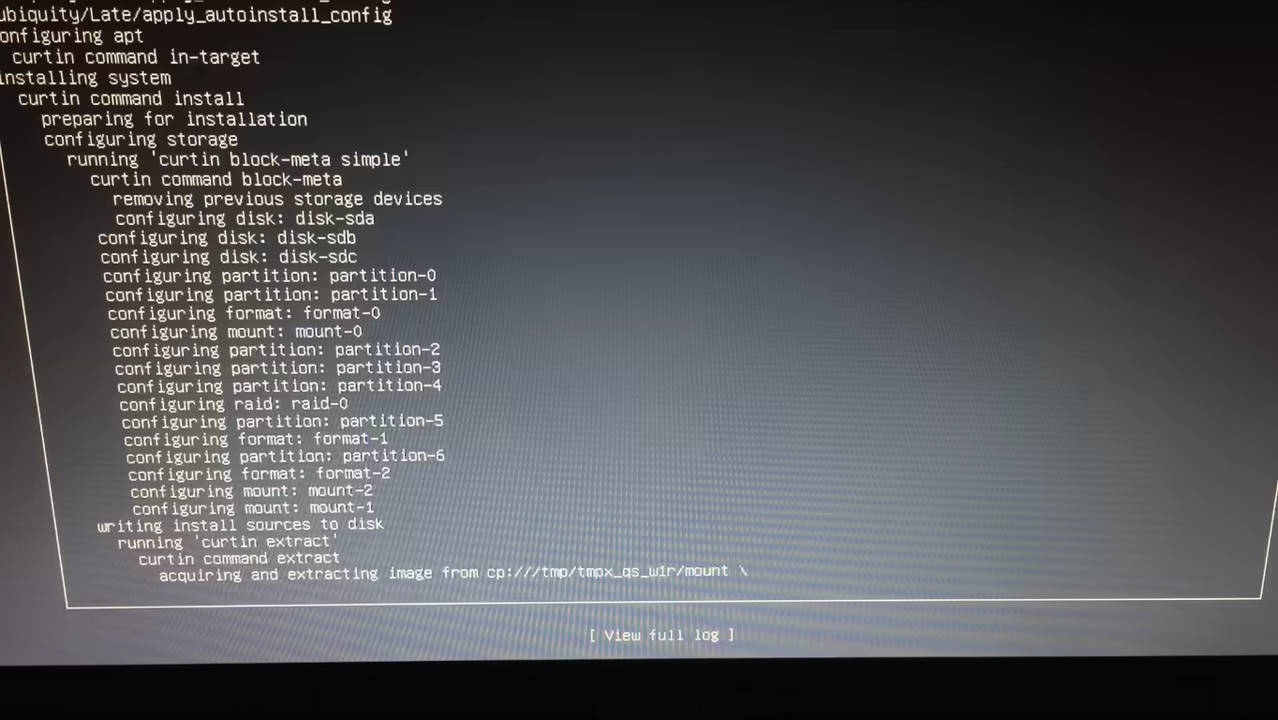 ubiquity/Late/apply_autoinstall_config
onfiguring apt
curtin command in-target
installing system
curtin command install
preparing for installation
configuring storage
running 'curtin block-meta simple'
curtin command block-meta
removing previous storage devices
configuring disk: disk-sda
configuring disk: disk-sdb
configuring disk: disk-sdc
configuring partition: partition-0
configuring partition: partition-1
configuring format: format-0
configuring mount: mount-0
configuring partition: partition-2
configuring partition: partition-3
configuring partition: partition-4
configuring raid: raid-0
configuring partition: partition-5
configuring format: format-1
configuring partition: partition-6
configuring format: format-2
configuring mount: mount-2
configuring mount: mount-1
writing install sources to disk
running 'curtin extract'
curtin command extract
acquiring and extracting image from cp:///tmp/tmpx_qs_w1r/mount \
[ View full log ]